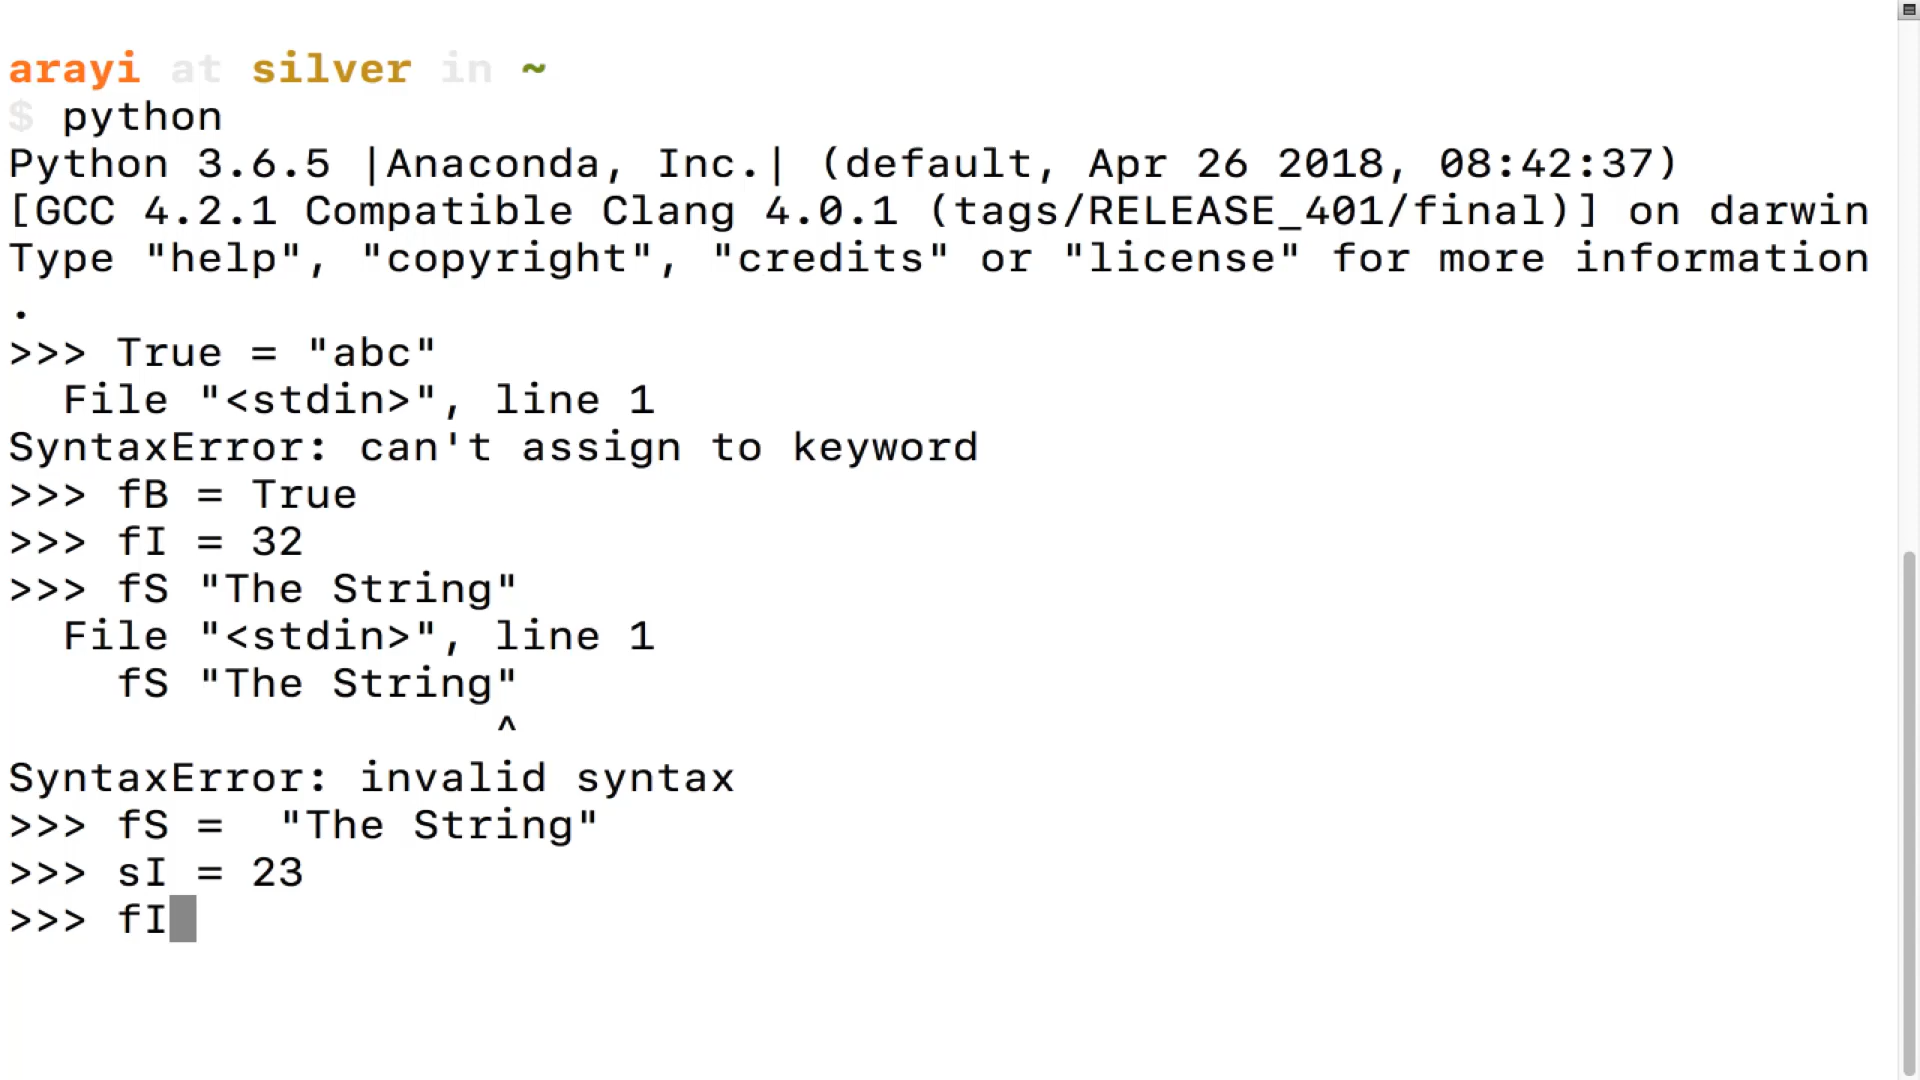 arayi at silver in ~
$ python
Python 3.6.5 |Anaconda, Inc.| (default, Apr 26 2018, 08:42:37)
[GCC 4.2.1 Compatible Clang 4.0.1 (tags/RELEASE_401/final)] on darwin
Type "help", "copyright", "credits" or "license" for more information
.
>>> True = "abc"
  File "<stdin>", line 1
SyntaxError: can't assign to keyword
>>> fB = True
>>> fI = 32
>>> fS "The String"
  File "<stdin>", line 1
    fS "The String"
                  ^
SyntaxError: invalid syntax
>>> fS =  "The String"
>>> sI = 23
>>> fI